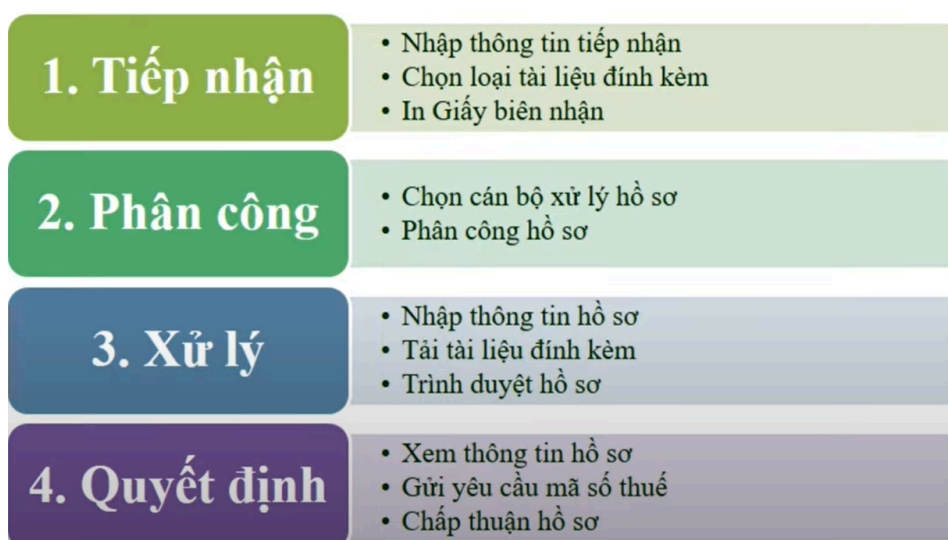 1. Tiếp nhận
• Nhập thông tin tiếp nhận
• Chọn loại tài liệu đính kèm
• In Giấy biên nhận
2. Phân công
• Chọn cán bộ xử lý hồ sơ
• Phân công hồ sơ
3. Xử lý
• Nhập thông tin hồ sơ
• Tải tài liệu đính kèm
• Trình duyệt hồ sơ
4. Quyết định
• Xem thông tin hồ sơ
• Gửi yêu cầu mã số thuế
• Chấp thuận hồ sơ